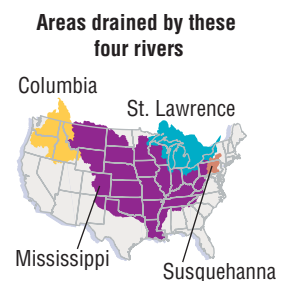 Areas drained by these
four rivers
Columbia
St. Lawrence
Mississippi
Susquehanna